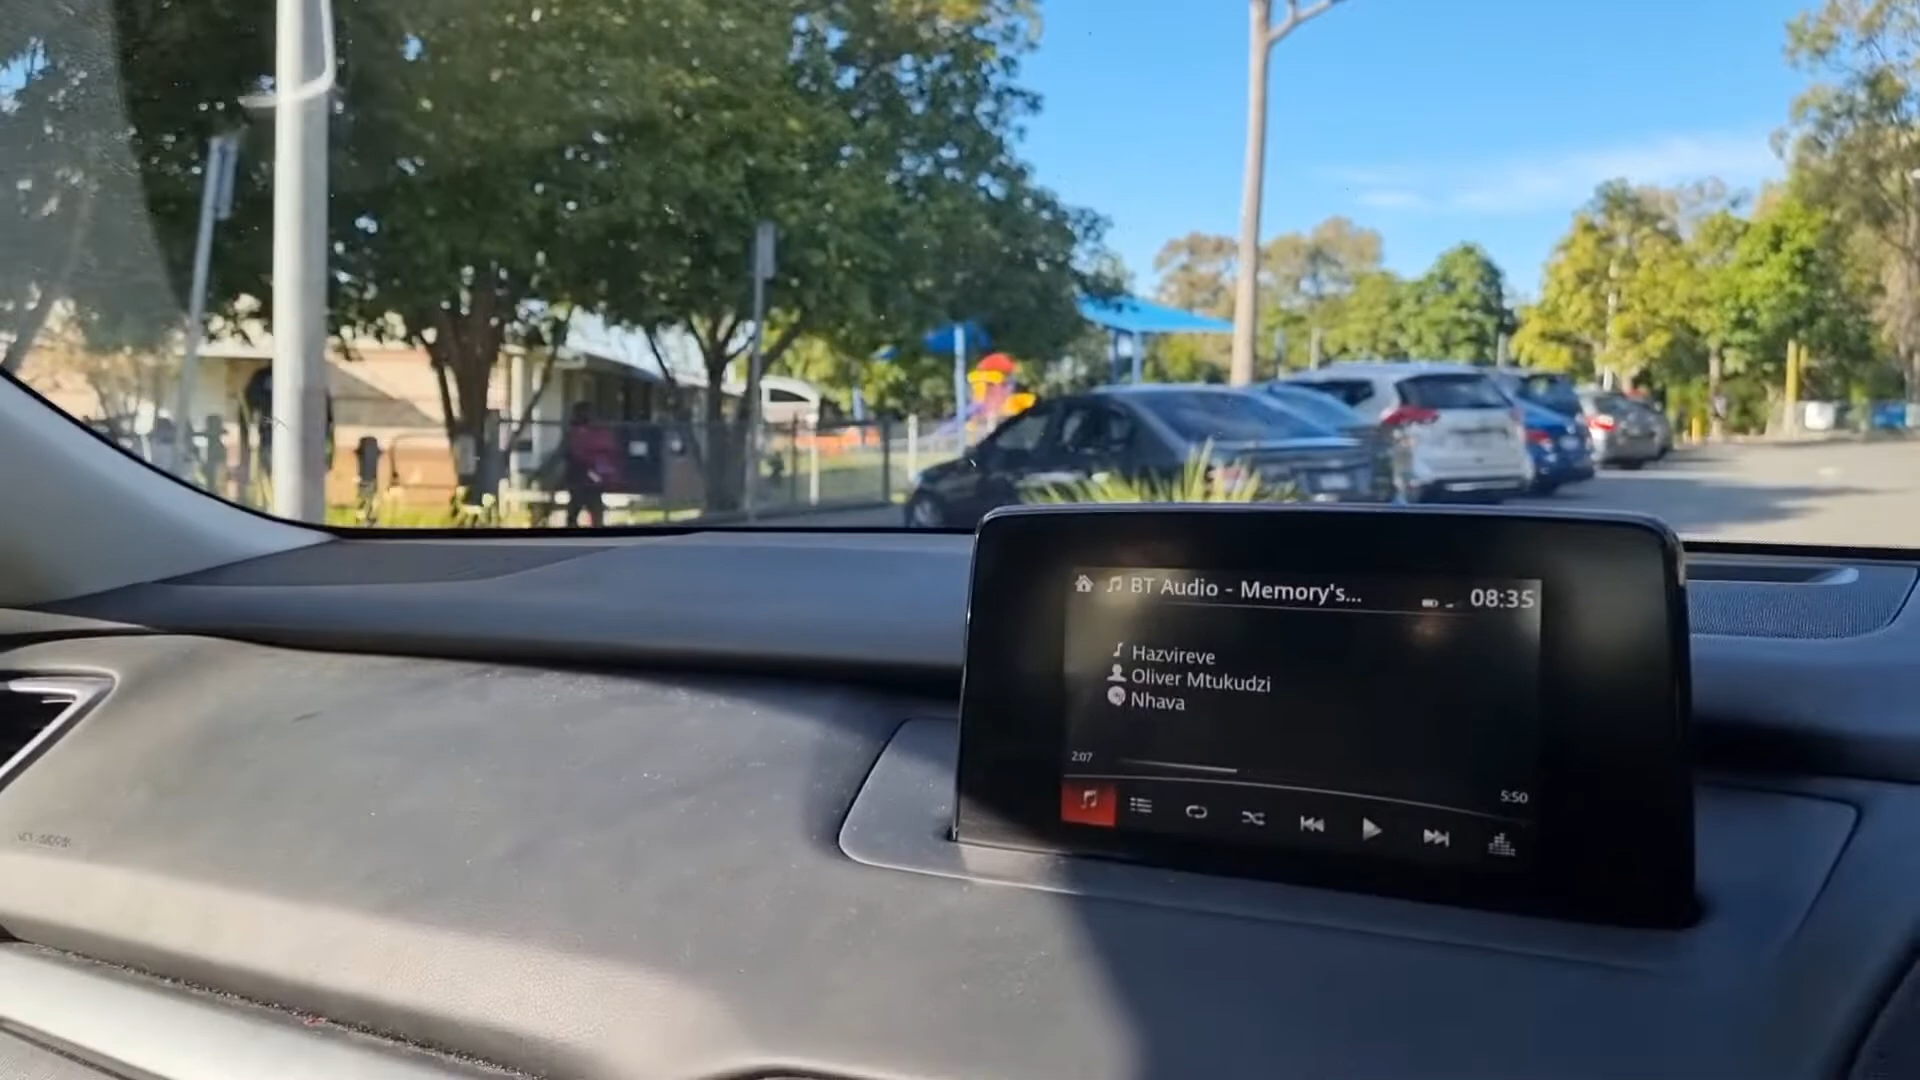 BT Audio - Memory's...
08:35
Hazvireve
Oliver Mtukudzi
Nhava
2:07
5:50